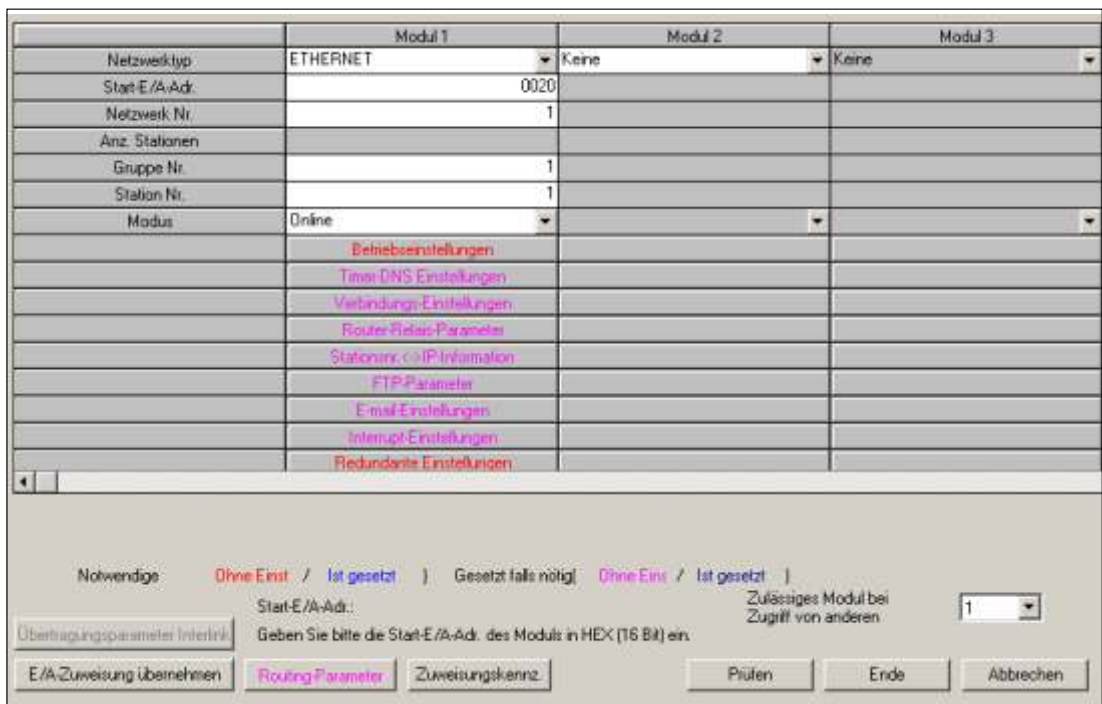 Modul 1 Modul 2 Modul 3
Netzwerktyp ETHERNET Keine Keine
Start-E/A-Adr. 0020
Netzwerk Nr. 1
Anz. Stationen
Gruppe Nr. 1
Station Nr. 1
Modus Online
Betriebseinstellungen
Timer-DNS Einstellungen
Verbindungs-Einstellungen
Router-Relais-Parameter
Stationsnr.<->IP-Information
FTP-Parameter
E-mail-Einstellungen
Interrupt-Einstellungen
Redundante Einstellungen
Notwendige Ohne Einst / Ist gesetzt ) Gesetzt falls nötig( Ohne Eins / Ist gesetzt )
Start-E/A-Adr.: Zulässiges Modul bei Zugriff von anderen 1
Übertragungsparameter Interlink Geben Sie bitte die Start-E/A-Adr. des Moduls in HEX (16 Bit) ein.
E/A-Zuweisung übernehmen Routing-Parameter Zuweisungskennz. Prüfen Ende Abbrechen